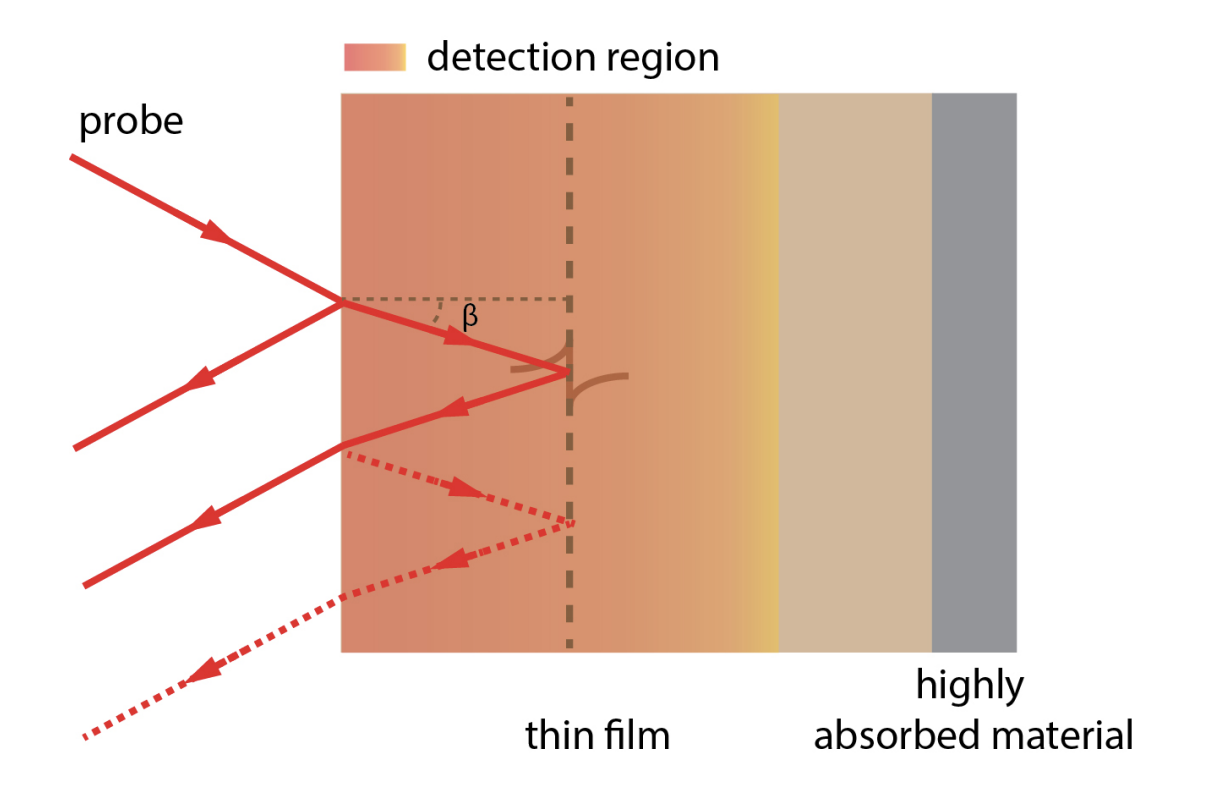 detection region
probe
β
highly
thin film
absorbed material